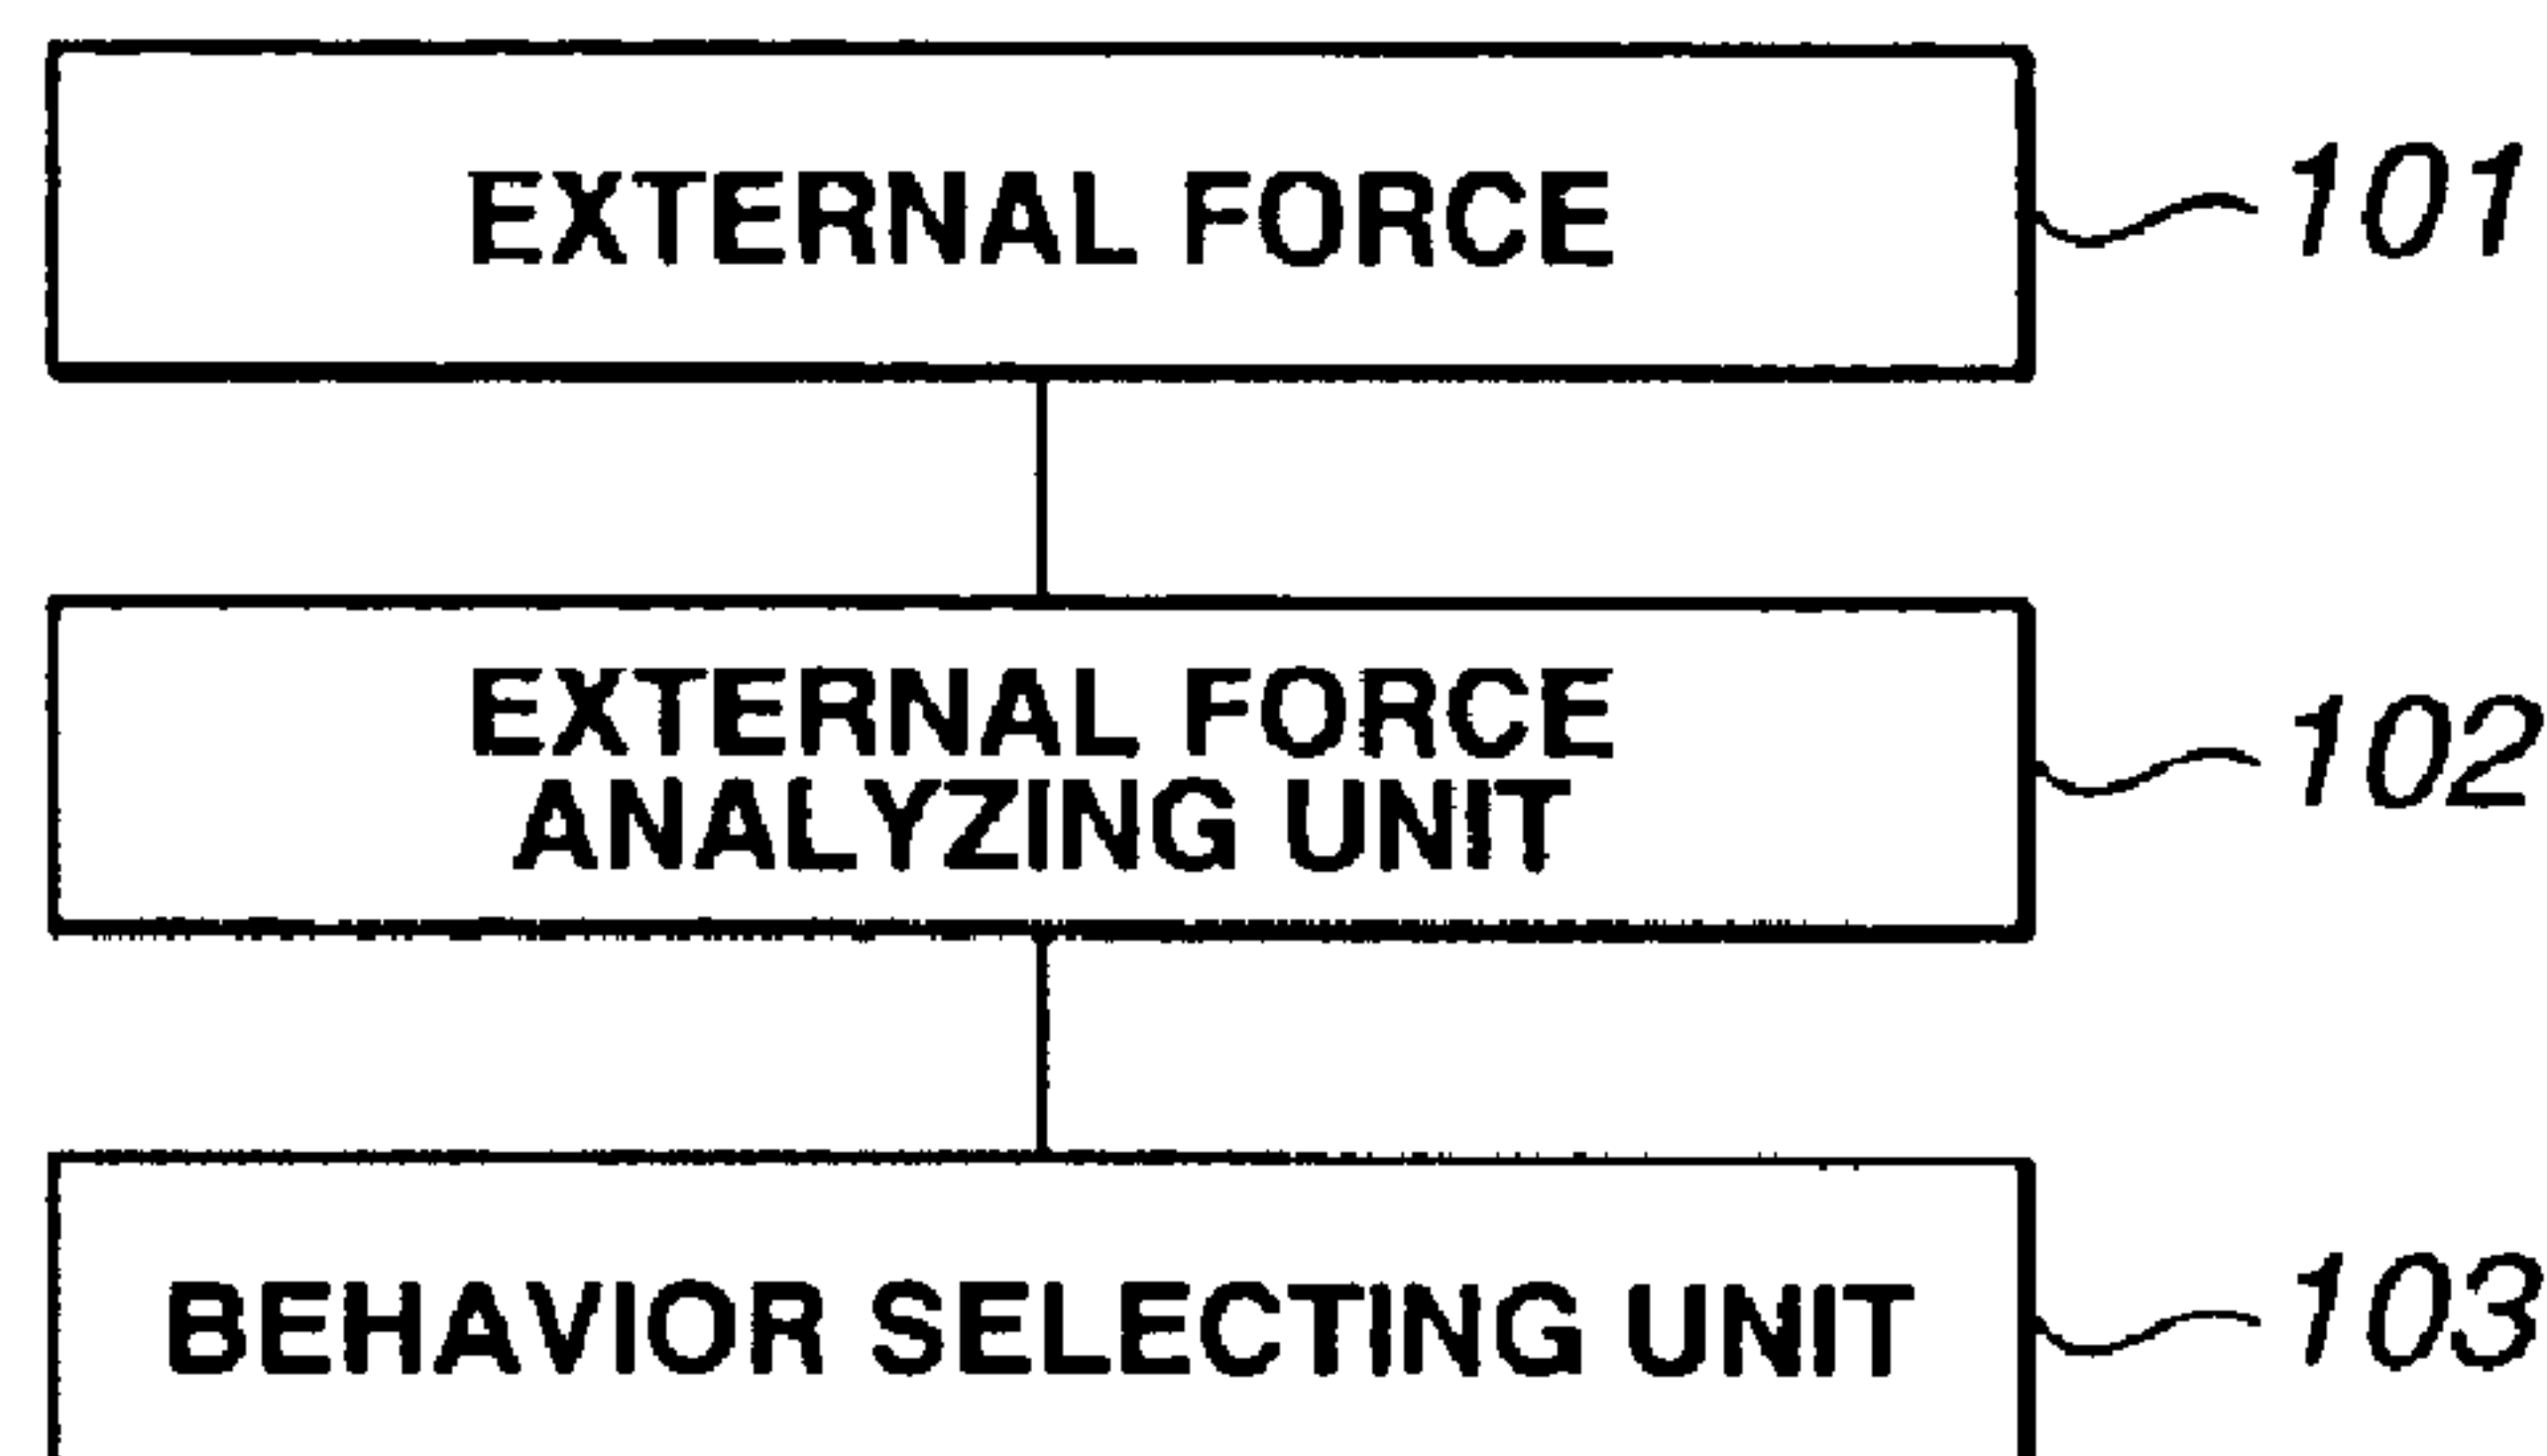 EXTERNAL FORCE
101
EXTERNAL FORCE
ANALYZING UNIT
102
BEHAVIOR SELECTING UNIT
103